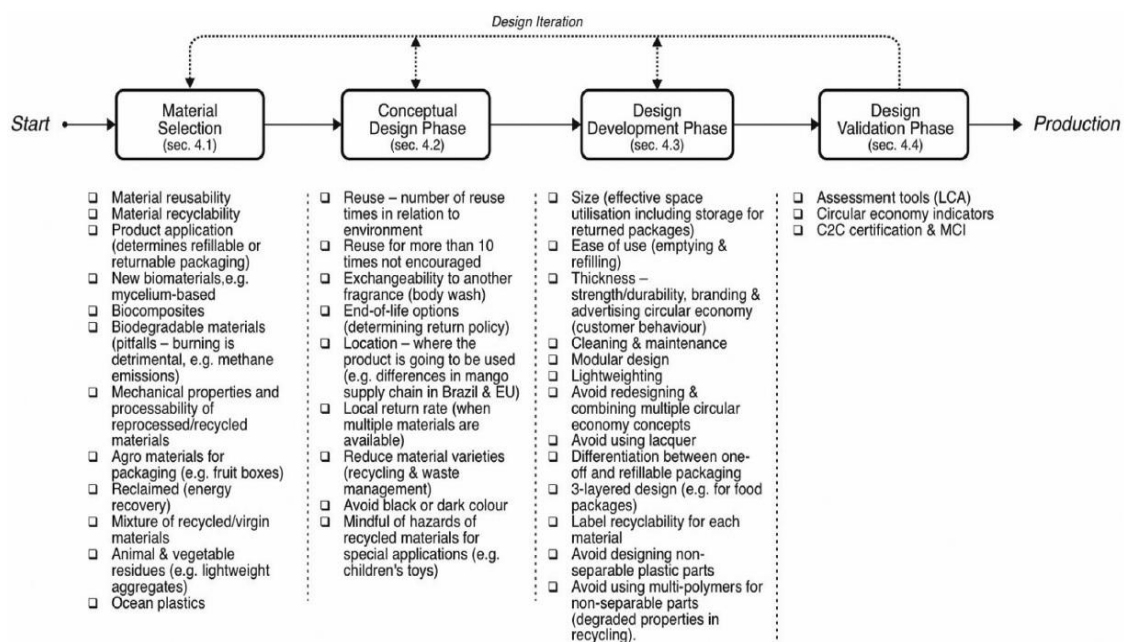 Design Iteration
Start
Material
Selection
(sec. 4.1)
Conceptual
Design Phase
(sec. 4.2)
Design
Development Phase
(sec. 4.3)
Design
Validation Phase
(sec. 4.4)
Production
Material reusability
Material recyclability
Product application
(determines refillable or
returnable packaging)
New biomaterials,e.g.
mycelium-based
Biocomposites
Biodegradable materials
(pitfalls – burning is
detrimental, e.g. methane
emissions)
Mechanical properties and
processability of
reprocessed/recycled
materials
Agro materials for
packaging (e.g. fruit boxes)
Reclaimed (energy
recovery)
Mixture of recycled/virgin
materials
Animal & vegetable
residues (e.g. lightweight
aggregates)
Ocean plastics
Reuse – number of reuse
times in relation to
environment
Reuse for more than 10
times not encouraged
Exchangeability to another
fragrance (body wash)
End-of-life options
(determining return policy)
Location – where the
product is going to be used
(e.g. differences in mango
supply chain in Brazil & EU)
Local return rate (when
multiple materials are
available)
Reduce material varieties
(recycling & waste
management)
Avoid black or dark colour
Mindful of hazards of
recycled materials for
special applications (e.g.
children's toys)
Size (effective space
utilisation including storage for
returned packages)
Ease of use (emptying &
refilling)
Thickness –
strength/durability, branding &
advertising circular economy
(customer behaviour)
Cleaning & maintenance
Modular design
Lightweighting
Avoid redesigning &
combining multiple circular
economy concepts
Avoid using lacquer
Differentiation between one-
off and refillable packaging
3-layered design (e.g. for food
packages)
Label recyclability for each
material
Avoid designing non-
separable plastic parts
Avoid using multi-polymers for
non-separable parts
(degraded properties in
recycling).
Assessment tools (LCA)
Circular economy indicators
C2C certification & MCI